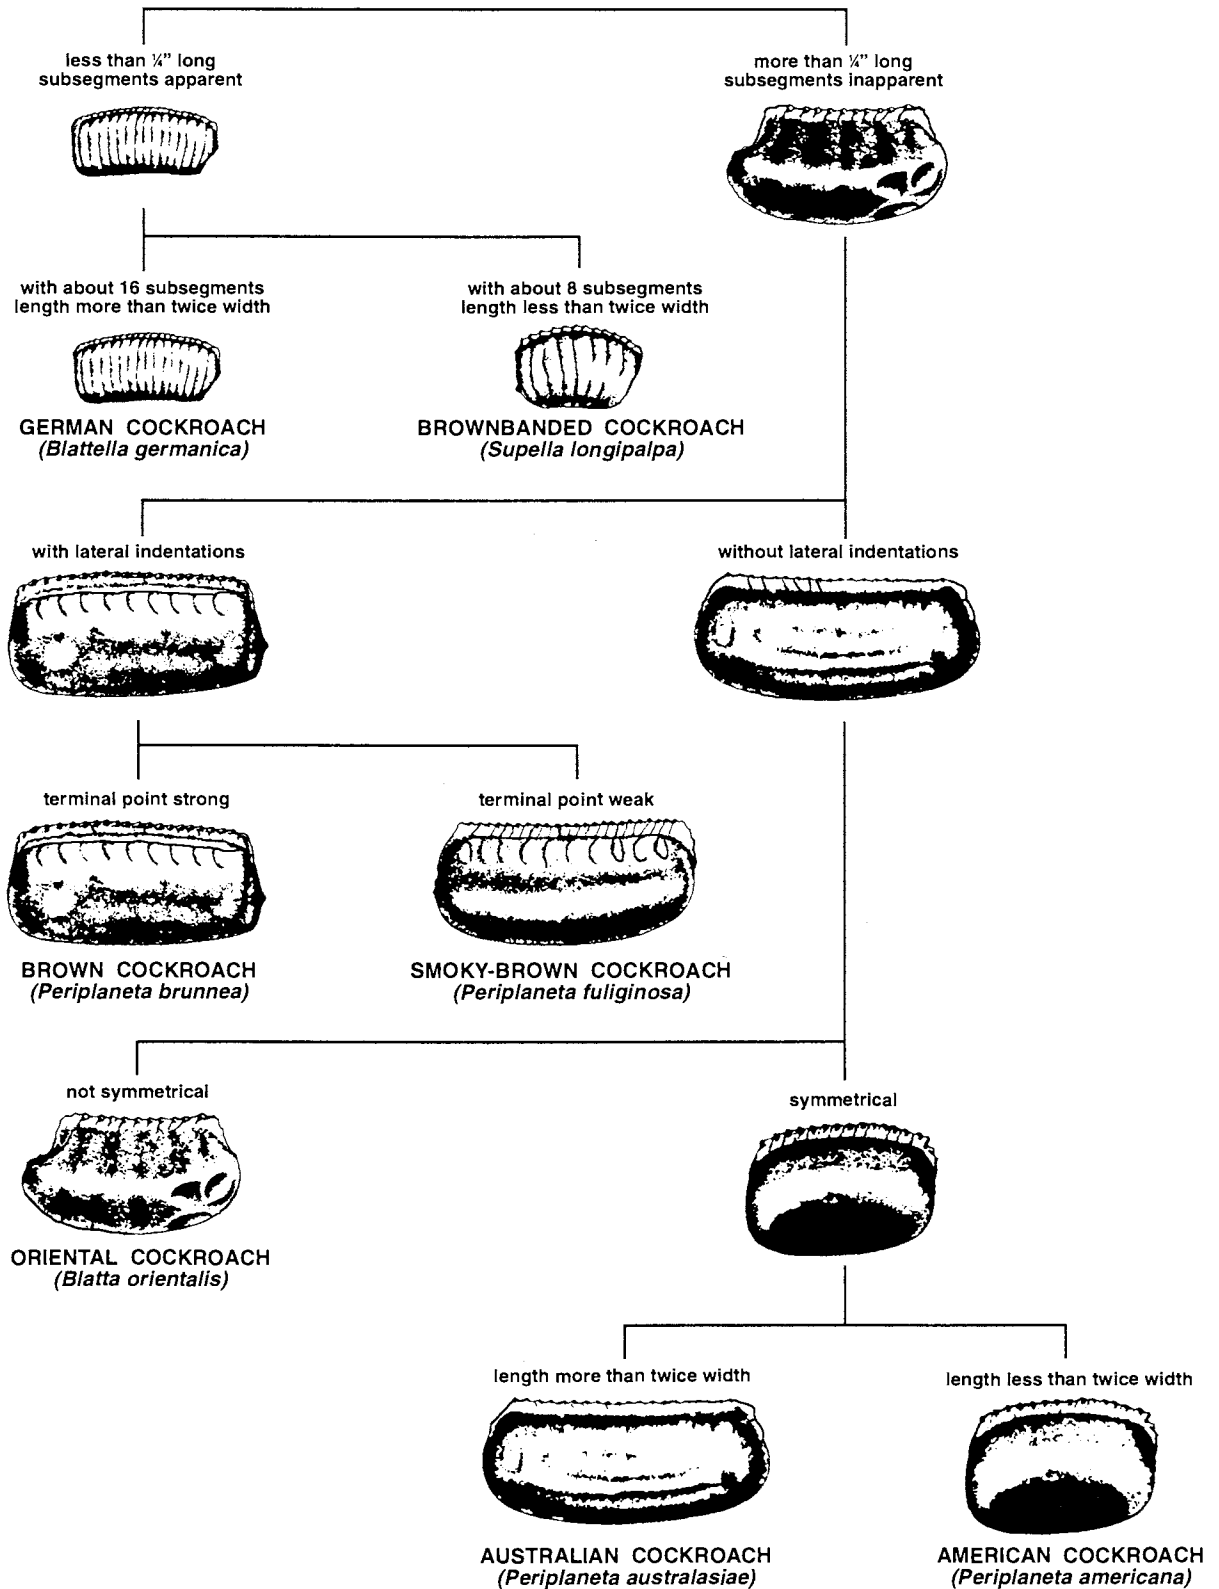 less than ¼” long
subsegments apparent
more than ¼” long
subsegments inapparent
with about 16 subsegments
length more than twice width
with about 8 subsegments
length less than twice width
GERMAN COCKROACH
(Blattella germanica)
BROWNBANDED COCKROACH
(Supella longipalpa)
with lateral indentations
without lateral indentations
terminal point strong
terminal point weak
BROWN COCKROACH
(Periplaneta brunnea)
SMOKY-BROWN COCKROACH
(Periplaneta fuliginosa)
not symmetrical
symmetrical
ORIENTAL COCKROACH
(Blatta orientalis)
length more than twice width
length less than twice width
AUSTRALIAN COCKROACH
(Periplaneta australasiae)
AMERICAN COCKROACH
(Periplaneta americana)